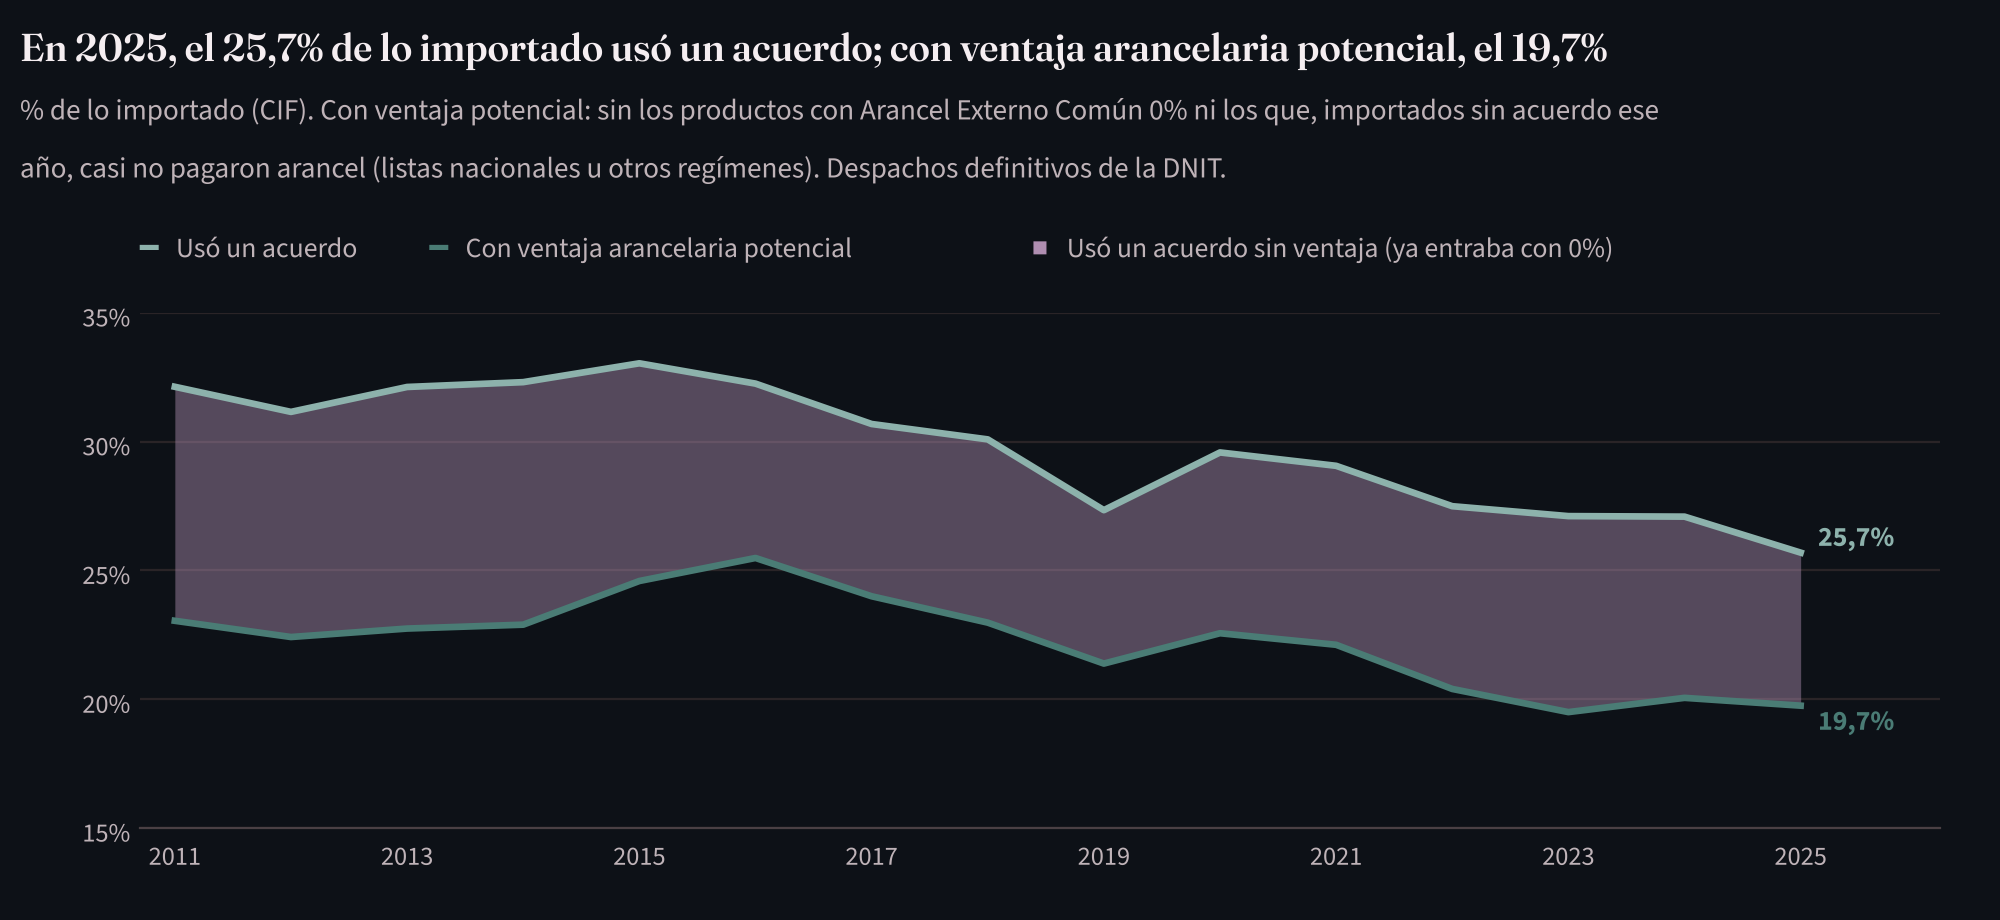 En 2025, el 25,7% de lo importado usó un acuerdo; con ventaja arancelaria potencial, el 19,7%
% de lo importado (CIF). Con ventaja potencial: sin los productos con Arancel Externo Común 0% ni los que, importados sin acuerdo ese
año, casi no pagaron arancel (listas nacionales u otros regímenes). Despachos definitivos de la DNIT.
Usó un acuerdo Con ventaja arancelaria potencial Usó un acuerdo sin ventaja (ya entraba con 0%)
35%
30%
25%
20%
15%
25,7%
19,7%
2011 2013 2015 2017 2019 2021 2023 2025